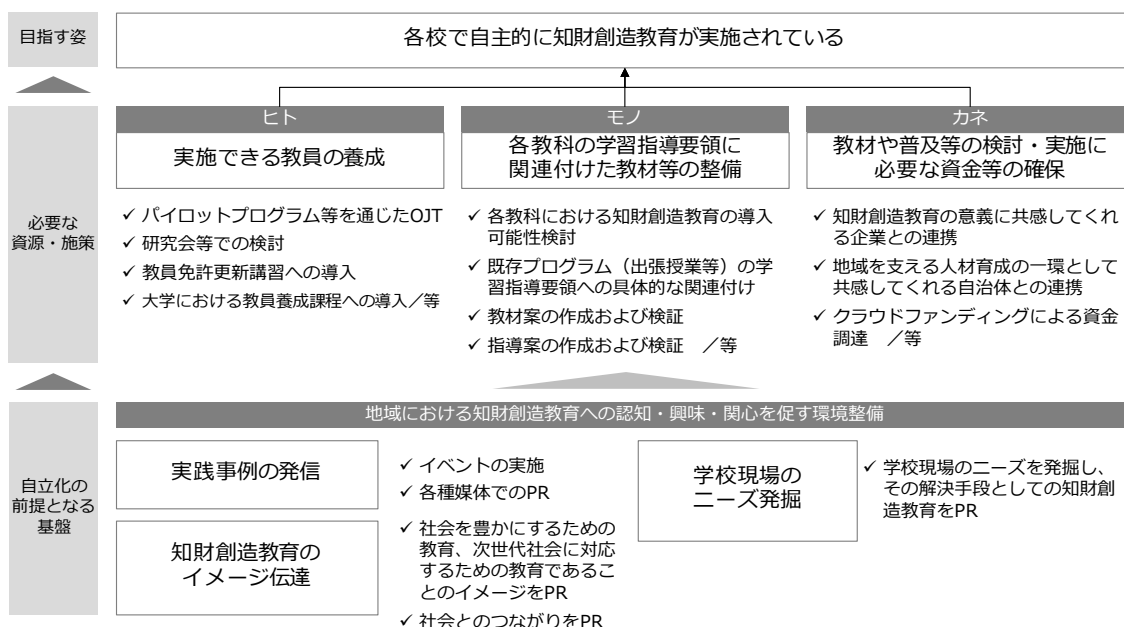 目指す姿
各校で自主的に知財創造教育が実施されている
必要な
資源・施策
ヒト
実施できる教員の養成
✓ パイロットプログラム等を通じたOJT
✓ 研究会等での検討
✓ 教員免許更新講習への導入
✓ 大学における教員養成課程への導入／等
モノ
各教科の学習指導要領に
関連付けた教材等の整備
✓ 各教科における知財創造教育の導入
可能性検討
✓ 既存プログラム（出張授業等）の学
習指導要領への具体的な関連付け
✓ 教材案の作成および検証
✓ 指導案の作成および検証　／等
カネ
教材や普及等の検討・実施に
必要な資金等の確保
✓ 知財創造教育の意義に共感してくれ
る企業との連携
✓ 地域を支える人材育成の一環として
共感してくれる自治体との連携
✓ クラウドファンディングによる資金
調達　／等
自立化の
前提となる
基盤
地域における知財創造教育への認知・興味・関心を促す環境整備
実践事例の発信
✓ イベントの実施
✓ 各種媒体でのPR
知財創造教育の
イメージ伝達
✓ 社会を豊かにするための
教育、次世代社会に対応
するための教育であるこ
とのイメージをPR
✓ 社会とのつながりをPR
学校現場の
ニーズ発掘
✓ 学校現場のニーズを発掘し、
その解決手段としての知財創
造教育をPR